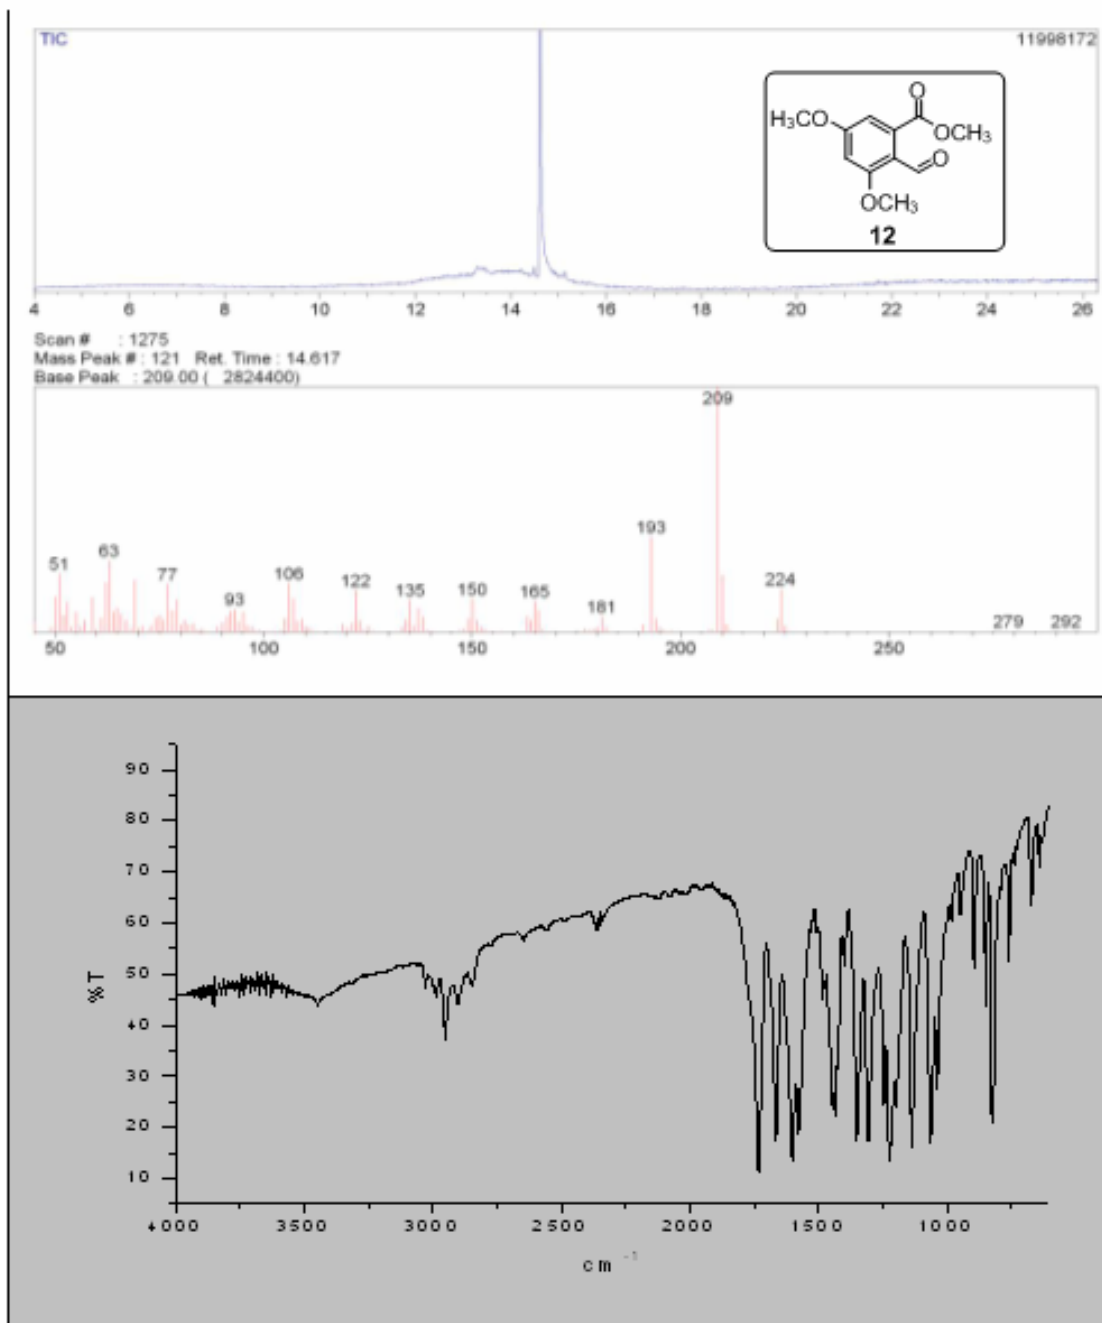 TIC 11998172
O
H₃CO
OCH₃
O
OCH₃
12
4 6 8 10 12 14 16 18 20 22 24 26
Scan # : 1275
Mass Peak # : 121 Ret. Time : 14.617
Base Peak : 209.00 ( 2824400)
209
193
51 63 77 93 106 122 135 150 165 181 224 279 292
50 100 150 200 250
90
80
70
60
50
40
30
20
10
%T
4000 3500 3000 2500 2000 1500 1000
cm⁻¹